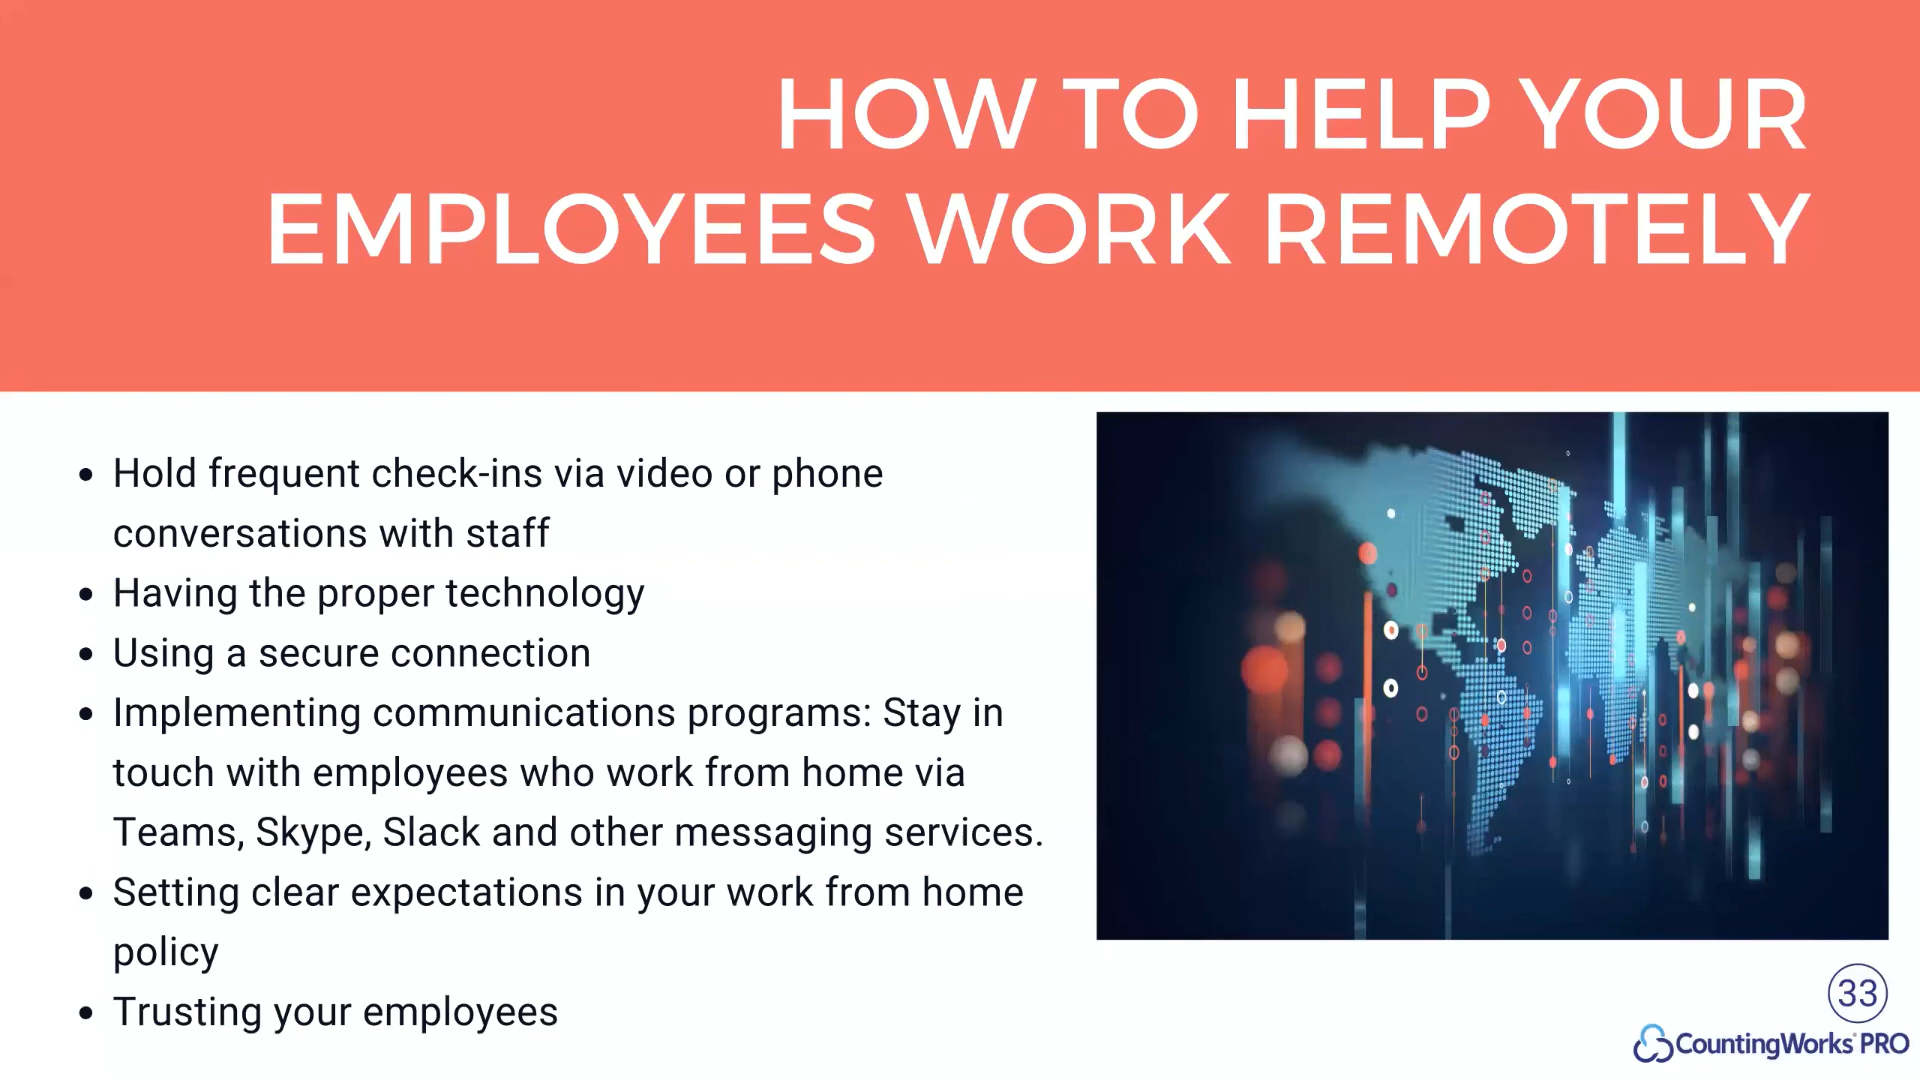 HOW TO HELP YOUR
EMPLOYEES WORK REMOTELY
• Hold frequent check-ins via video or phone
conversations with staff
• Having the proper technology
• Using a secure connection
• Implementing communications programs: Stay in
touch with employees who work from home via
Teams, Skype, Slack and other messaging services.
• Setting clear expectations in your work from home
policy
• Trusting your employees
33
CountingWorks PRO